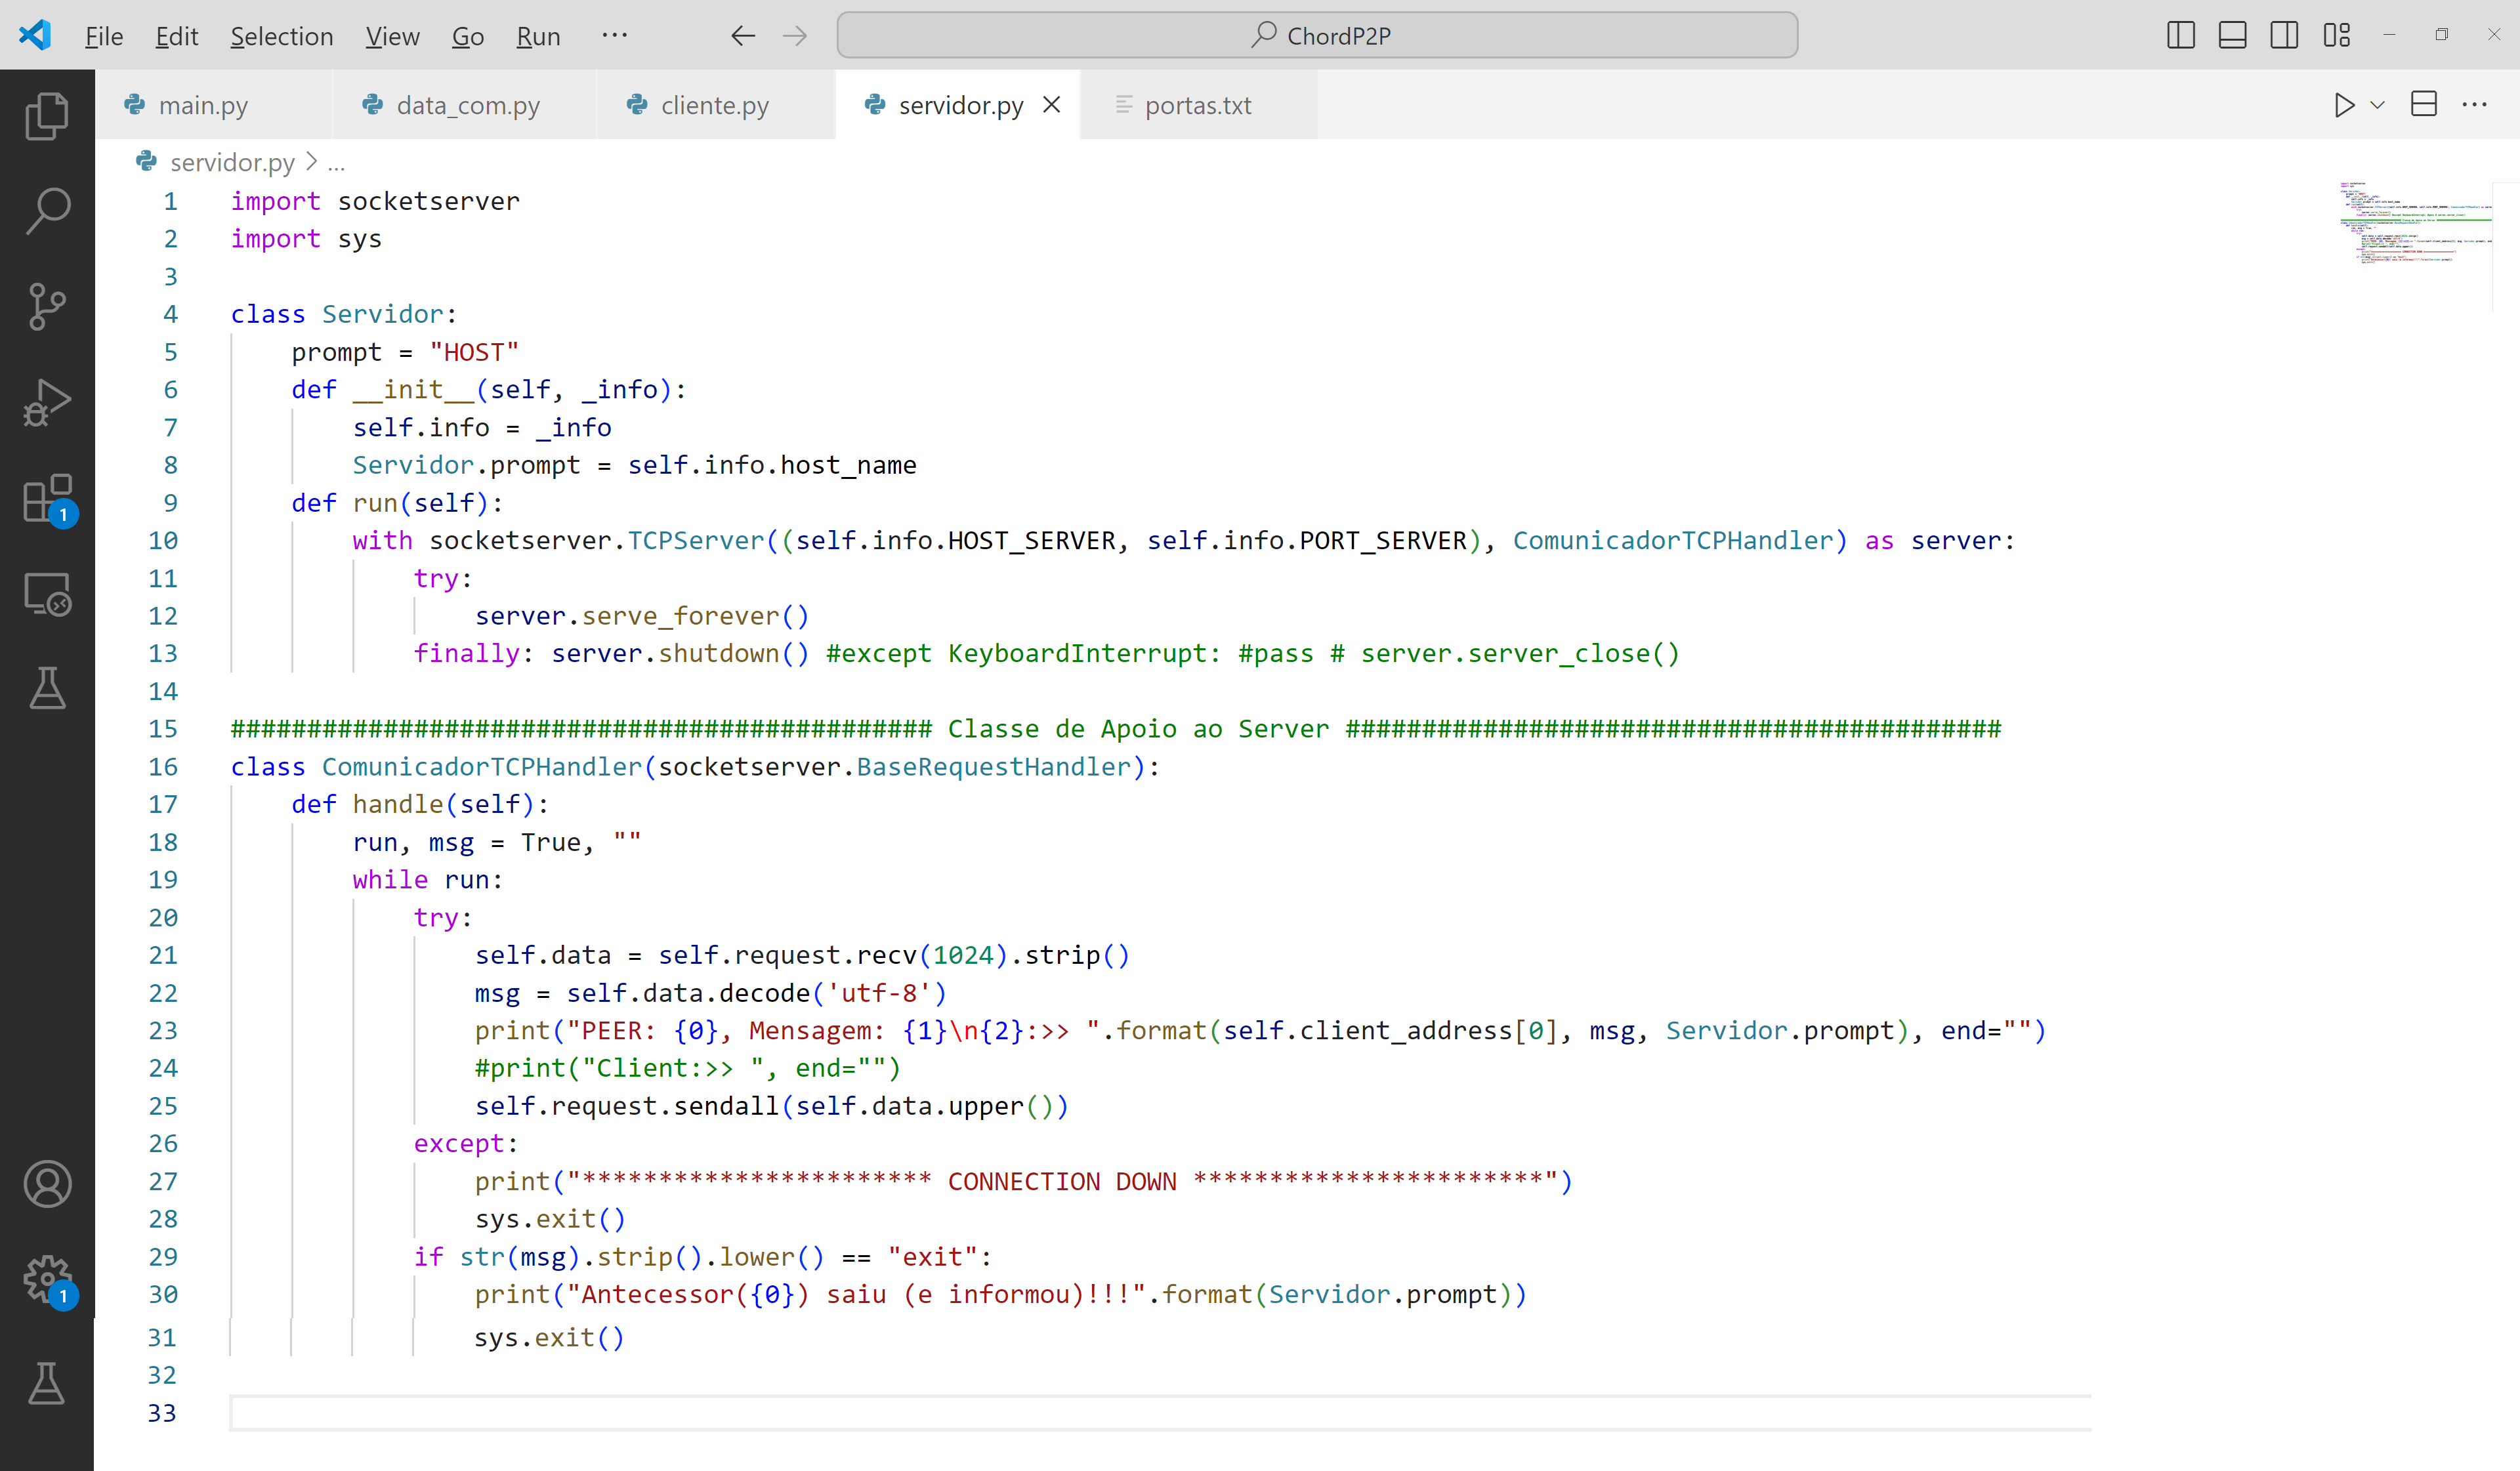 File Edit Selection View Go Run ··· ChordP2P
main.py data_com.py cliente.py servidor.py portas.txt
servidor.py > ...
1 import socketserver
2 import sys
3
4 class Servidor:
5     prompt = "HOST"
6     def __init__(self, _info):
7         self.info = _info
8         Servidor.prompt = self.info.host_name
9     def run(self):
10         with socketserver.TCPServer((self.info.HOST_SERVER, self.info.PORT_SERVER), ComunicadorTCPHandler) as server:
11             try:
12                 server.serve_forever()
13             finally: server.shutdown() #except KeyboardInterrupt: #pass # server.server_close()
14
15 ############################################## Classe de Apoio ao Server ###########################################
16 class ComunicadorTCPHandler(socketserver.BaseRequestHandler):
17     def handle(self):
18         run, msg = True, ""
19         while run:
20             try:
21                 self.data = self.request.recv(1024).strip()
22                 msg = self.data.decode('utf-8')
23                 print("PEER: {0}, Mensagem: {1}\n{2}:>> ".format(self.client_address[0], msg, Servidor.prompt), end="")
24                 #print("Client:>> ", end="")
25                 self.request.sendall(self.data.upper())
26             except:
27                 print("*********************** CONNECTION DOWN ***********************")
28                 sys.exit()
29             if str(msg).strip().lower() == "exit":
30                 print("Antecessor({0}) saiu (e informou)!!!".format(Servidor.prompt))
31                 sys.exit()
32
33
1
1